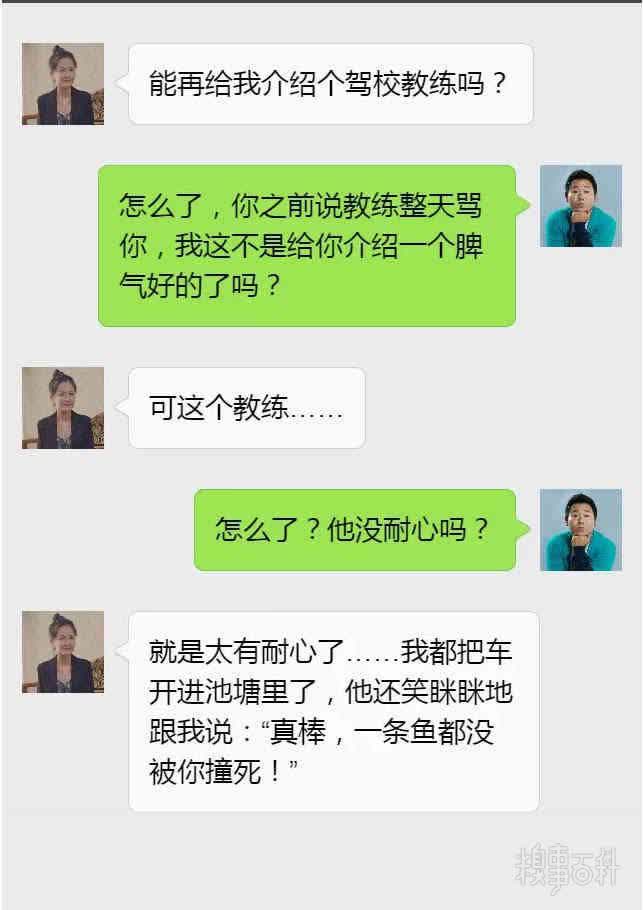 能再给我介绍个驾校教练吗？
怎么了，你之前说教练整天骂
你，我这不是给你介绍一个脾
气好的了吗？
可这个教练……
怎么了？他没耐心吗？
就是太有耐心了……我都把车
开进池塘里了，他还笑眯眯地
跟我说：“真棒，一条鱼都没
被你撞死！”
糗事百科